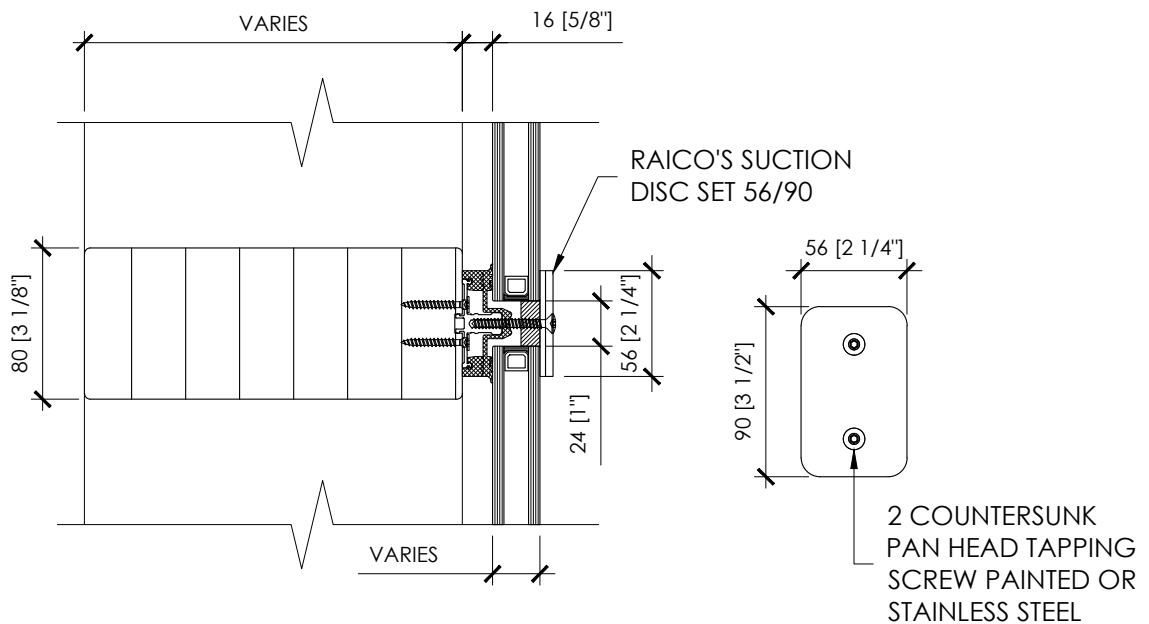 VARIES
16 [5/8"]
RAICO'S SUCTION
DISC SET 56/90
80 [3 1/8"]
56 [2 1/4"]
24 [1"]
VARIES
56 [2 1/4"]
90 [3 1/2"]
2 COUNTERSUNK
PAN HEAD TAPPING
SCREW PAINTED OR
STAINLESS STEEL